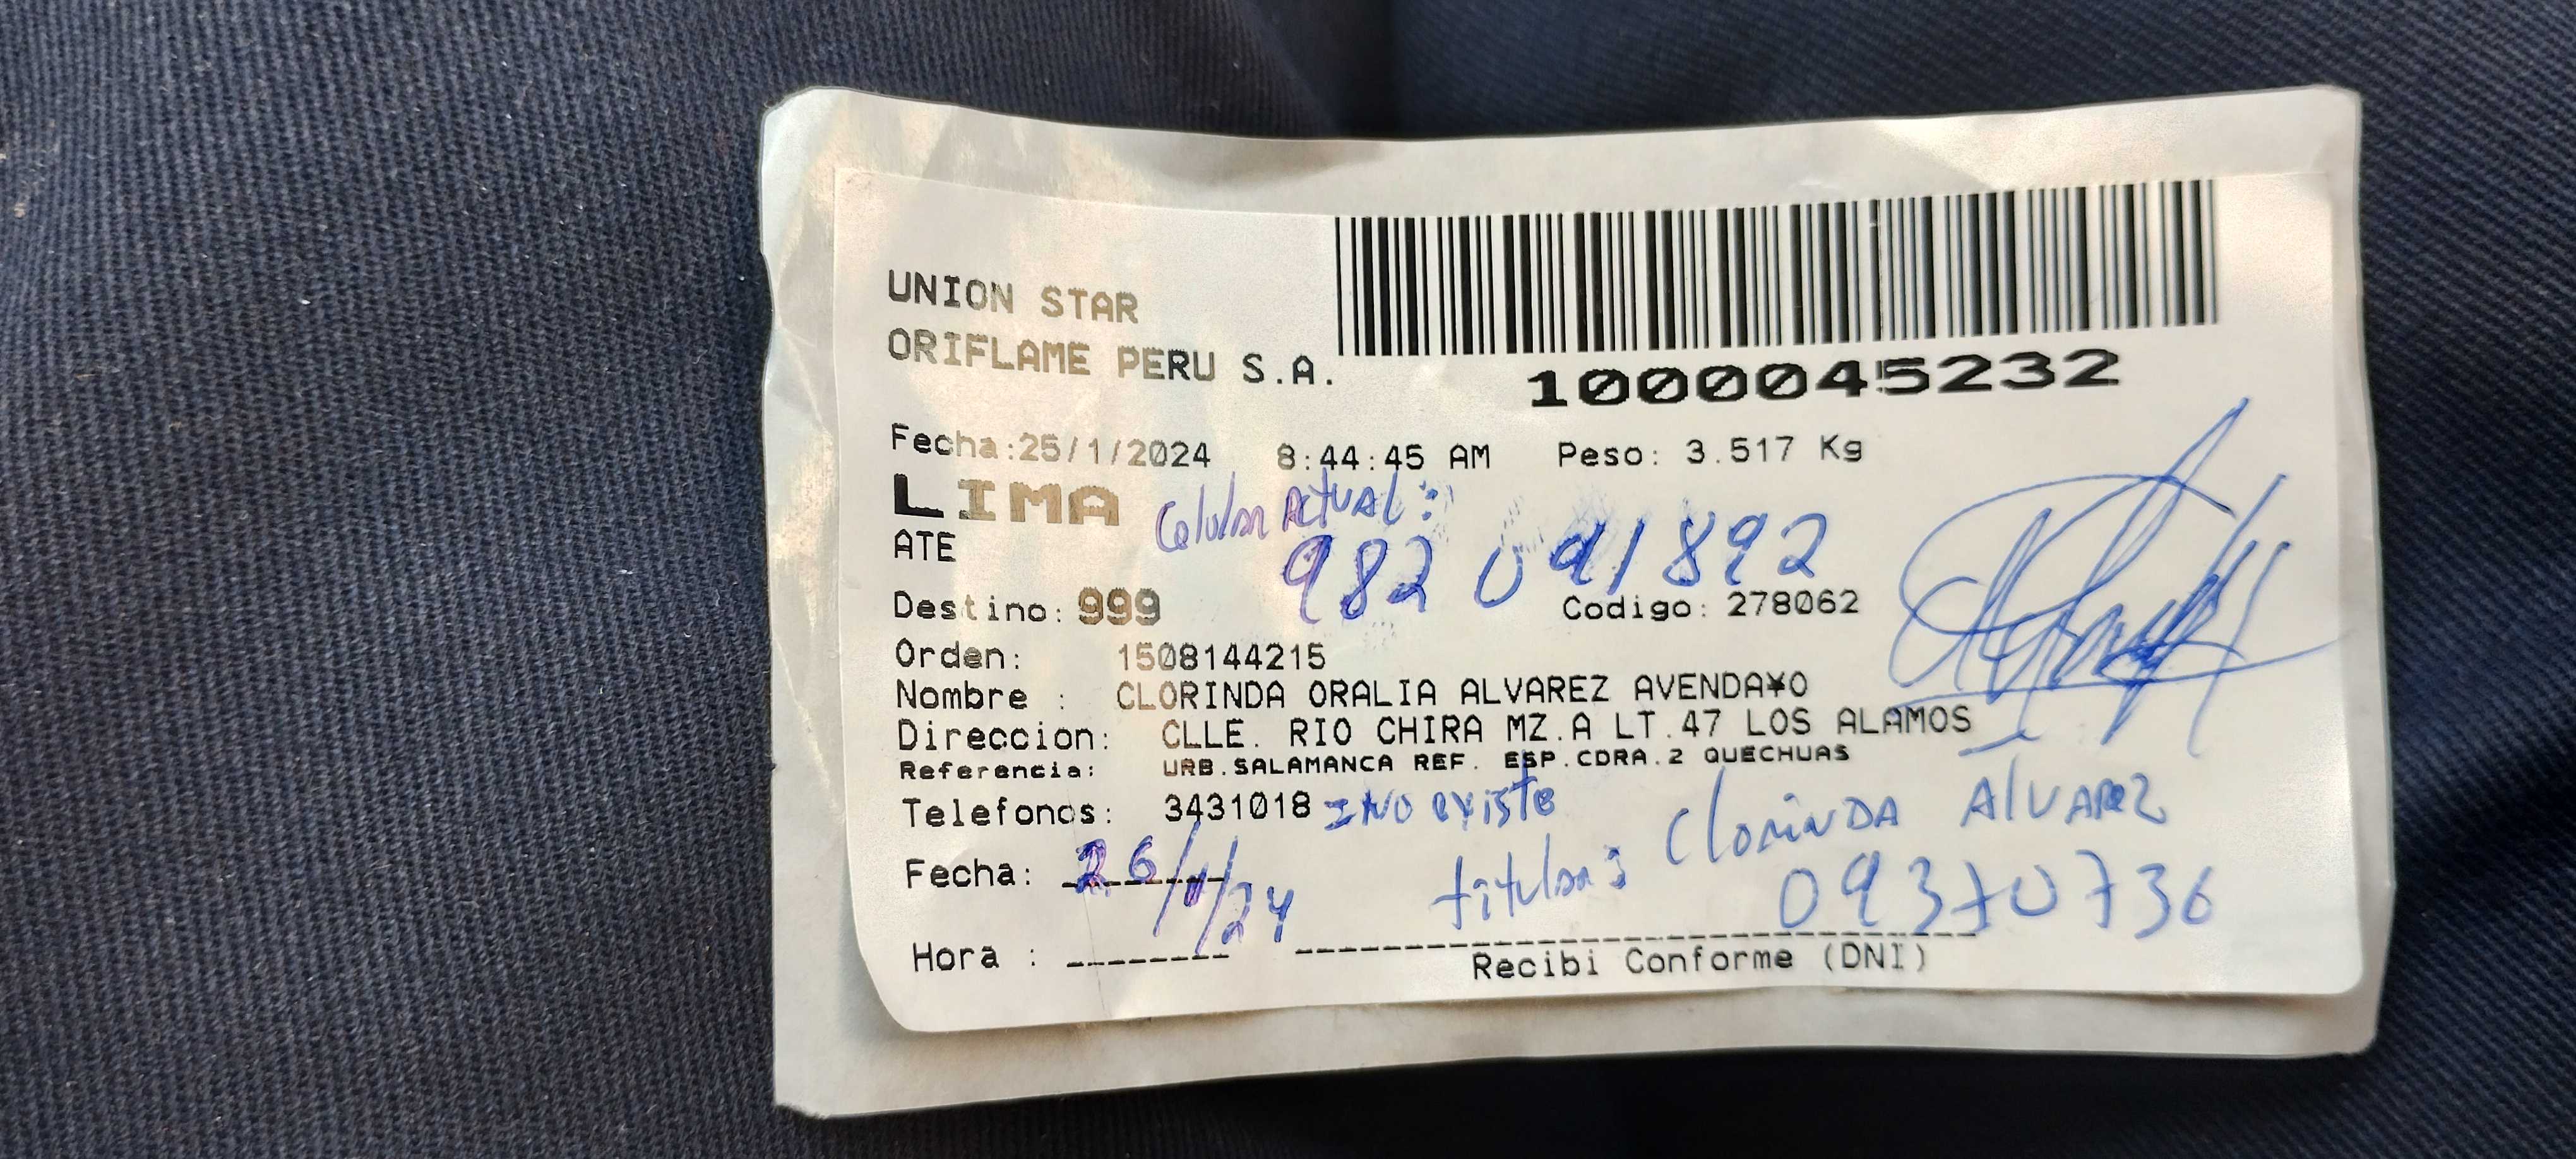 UNION STAR
ORIFLAME PERU S.A.
1000045232
Fecha:25/1/2024 8:44:45 AM Peso: 3.517 Kg
LIMA
Celular Actual:
ATE
982 091892
Destino: 999 Codigo: 278062
Orden: 1508144215
Nombre : CLORINDA ORALIA ALVAREZ AVENDA¥O
Direccion: CLLE. RIO CHIRA MZ.A LT.47 LOS ALAMOS
Referencia: URB.SALAMANCA REF. ESP.CDRA.2 QUECHUAS
Telefonos: 3431018 NO existe
titular: Clorinda Alvarez
Fecha: 26/1/24
09370736
Hora :
Recibi Conforme (DNI)